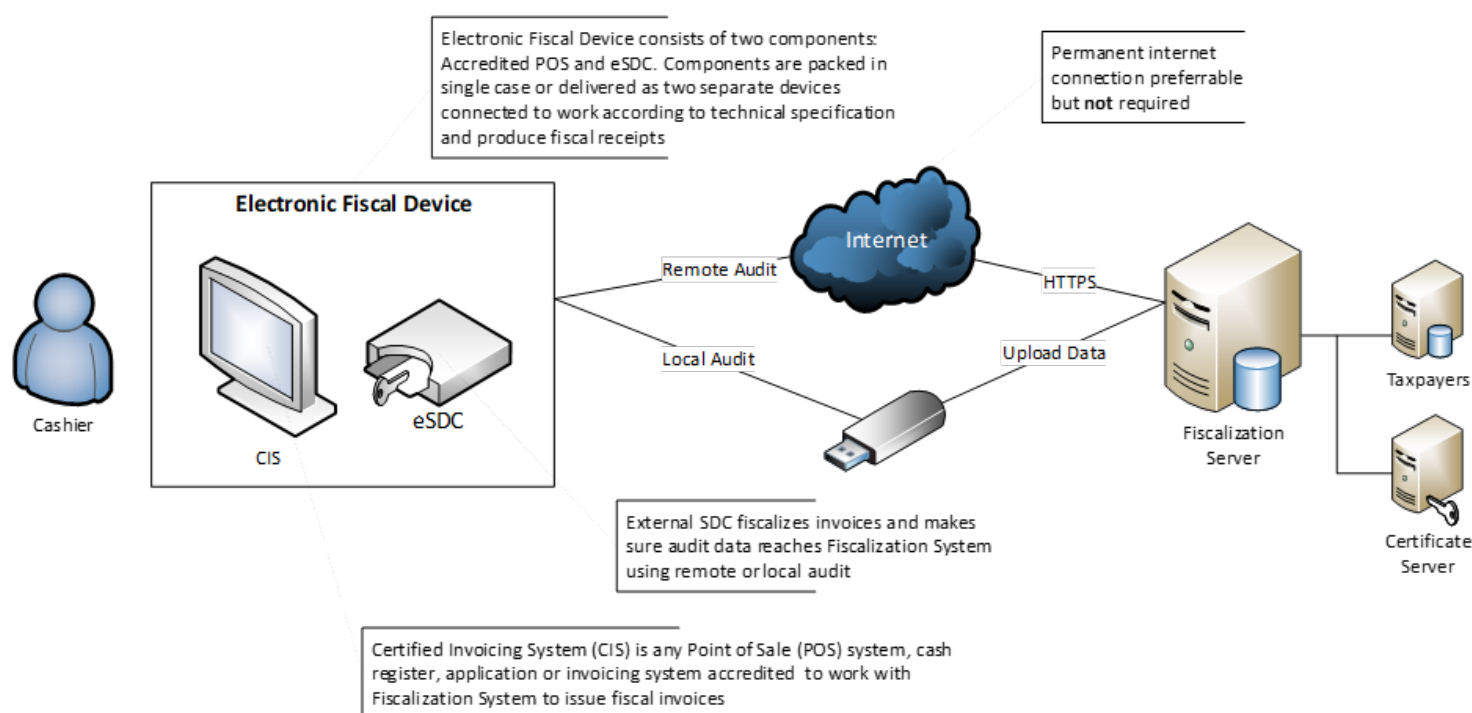 Electronic Fiscal Device consists of two components:
Accredited POS and eSDC. Components are packed in
single case or delivered as two separate devices
connected to work according to technical specification
and produce fiscal receipts
Permanent internet
connection preferrable
but not required
Electronic Fiscal Device
Internet
Remote Audit
HTTPS
Local Audit
Upload Data
Cashier
CIS
eSDC
Fiscalization
Server
Taxpayers
Certificate
Server
External SDC fiscalizes invoices and makes
sure audit data reaches Fiscalization System
using remote or local audit
Certified Invoicing System (CIS) is any Point of Sale (POS) system, cash
register, application or invoicing system accredited to work with
Fiscalization System to issue fiscal invoices